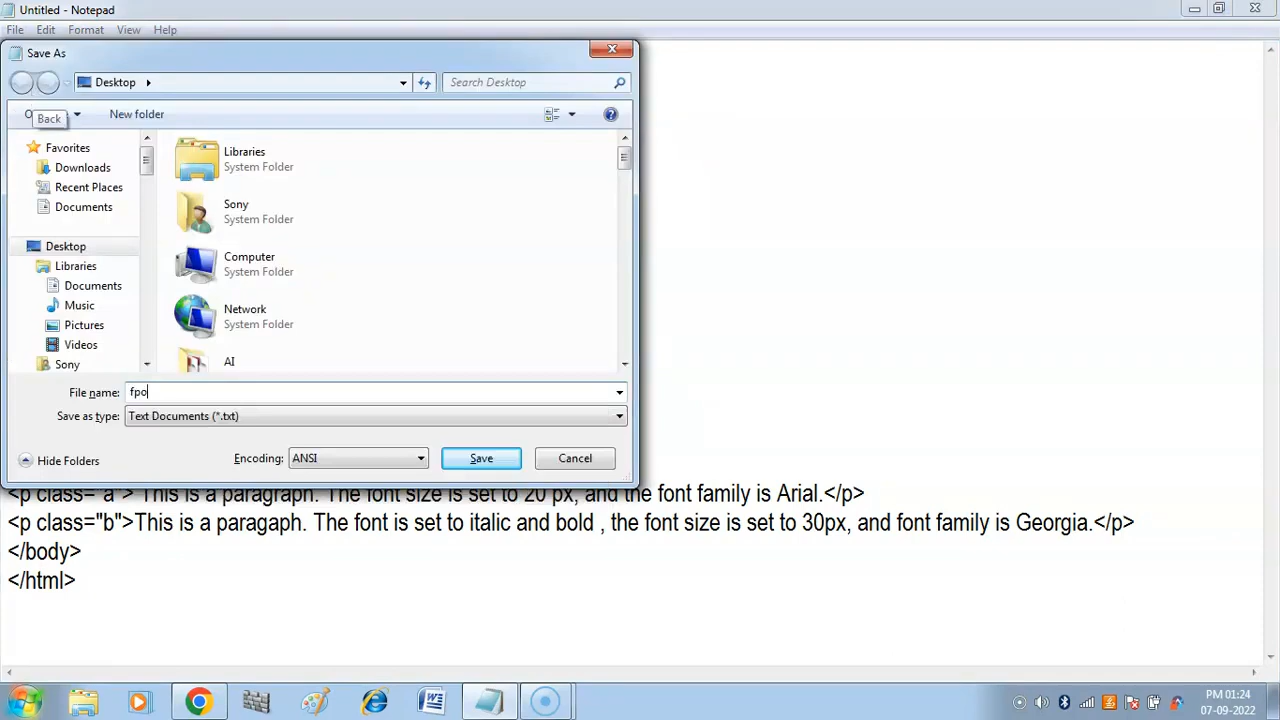 Untitled - Notepad
File Edit Format View Help
Save As
Desktop
Search Desktop
Back
New folder
Favorites
Downloads
Recent Places
Documents
Desktop
Libraries
Documents
Music
Pictures
Videos
Sony
Libraries
System Folder
Sony
System Folder
Computer
System Folder
Network
System Folder
AI
File name: fpo
Save as type: Text Documents (*.txt)
Hide Folders
Encoding: ANSI
Save
Cancel
<p class="a"> This is a paragraph. The font size is set to 20 px, and the font family is Arial.</p>
<p class="b">This is a paragaph. The font is set to italic and bold , the font size is set to 30px, and font family is Georgia.</p>
</body>
</html>
PM 01:24
07-09-2022